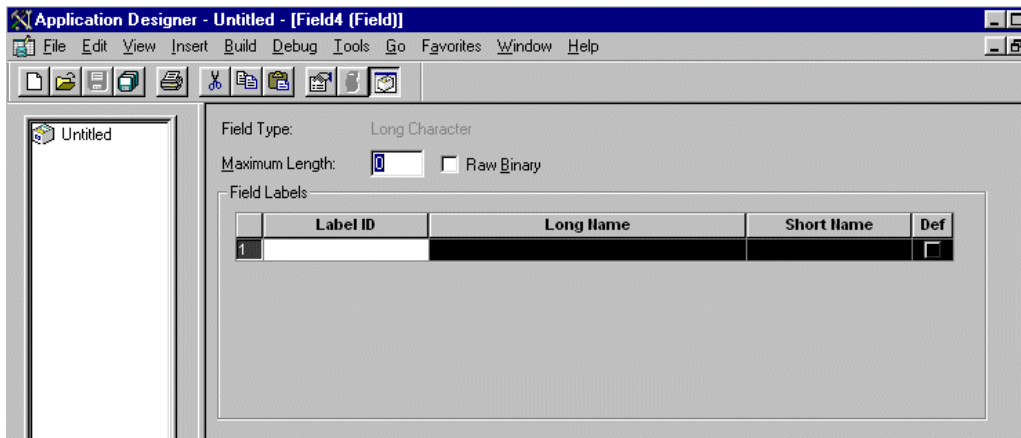 Application Designer - Untitled - [Field4 (Field)]
File Edit View Insert Build Debug Tools Go Favorites Window Help
Untitled
Field Type: Long Character
Maximum Length: 0 Raw Binary
Field Labels
Label ID Long Name Short Name Def
1